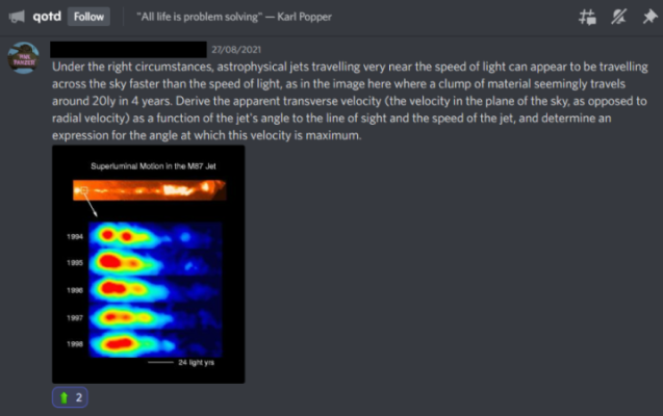 qotd Follow "All life is problem solving" — Karl Popper
27/08/2021
Under the right circumstances, astrophysical jets travelling very near the speed of light can appear to be travelling
across the sky faster than the speed of light, as in the image here where a clump of material seemingly travels
around 20ly in 4 years. Derive the apparent transverse velocity (the velocity in the plane of the sky, as opposed to
radial velocity) as a function of the jet's angle to the line of sight and the speed of the jet, and determine an
expression for the angle at which this velocity is maximum.
Superluminal Motion in the M87 Jet
1994
1995
1996
1997
1998
24 light yrs
2